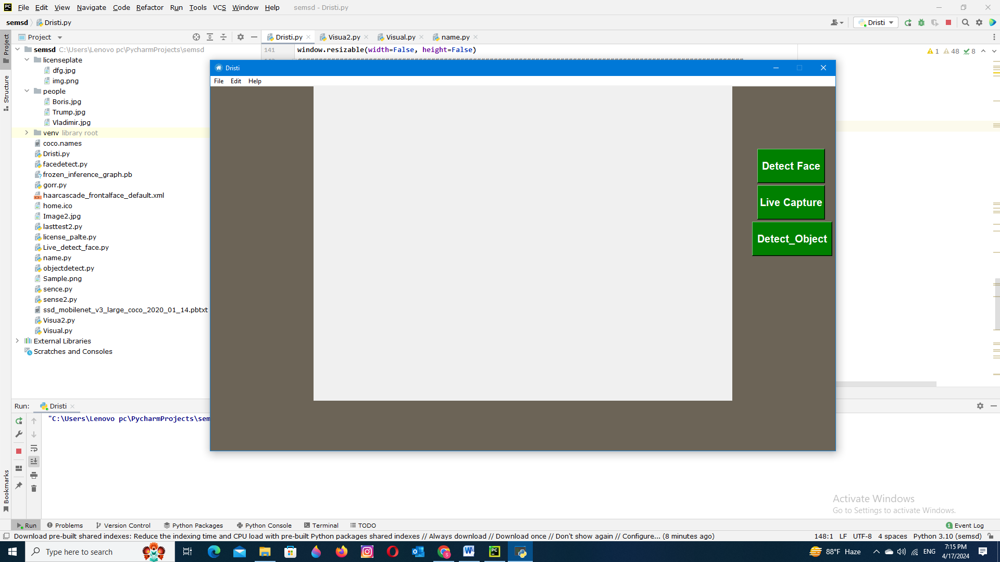 File Edit View Navigate Code Refactor Run Tools VCS Window Help semsd - Dristi.py
semsd Dristi.py
Dristi
Project
Dristi.py Visua2.py Visual.py name.py
Project
Structure
Bookmarks
semsd C:\Users\Lenovo pc\PycharmProjects\semsd
licenseplate
dfg.jpg
img.png
people
Boris.jpg
Trump.jpg
Vladimir.jpg
venv library root
coco.names
Dristi.py
facedetect.py
frozen_inference_graph.pb
gorr.py
haarcascade_frontalface_default.xml
home.ico
Image2.jpg
lasttest2.py
license_palte.py
Live_detect_face.py
name.py
objectdetect.py
Sample.png
sence.py
sense2.py
ssd_mobilenet_v3_large_coco_2020_01_14.pbtxt
Visua2.py
Visual.py
External Libraries
Scratches and Consoles
141 window.resizable(width=False, height=False)
1 48 8
Dristi
File Edit Help
Detect Face
Live Capture
Detect_Object
Run: Dristi
"C:\Users\Lenovo pc\PycharmProjects\sem
Activate Windows
Go to Settings to activate Windows.
Run Problems Version Control Python Packages Python Console Terminal TODO
1 Event Log
Download pre-built shared indexes: Reduce the indexing time and CPU load with pre-built Python packages shared indexes // Always download // Download once // Don't show again // Configure... (8 minutes ago)
148:1 LF UTF-8 4 spaces Python 3.10 (semsd)
Type here to search
88°F Haze
ENG
7:15 PM
4/17/2024